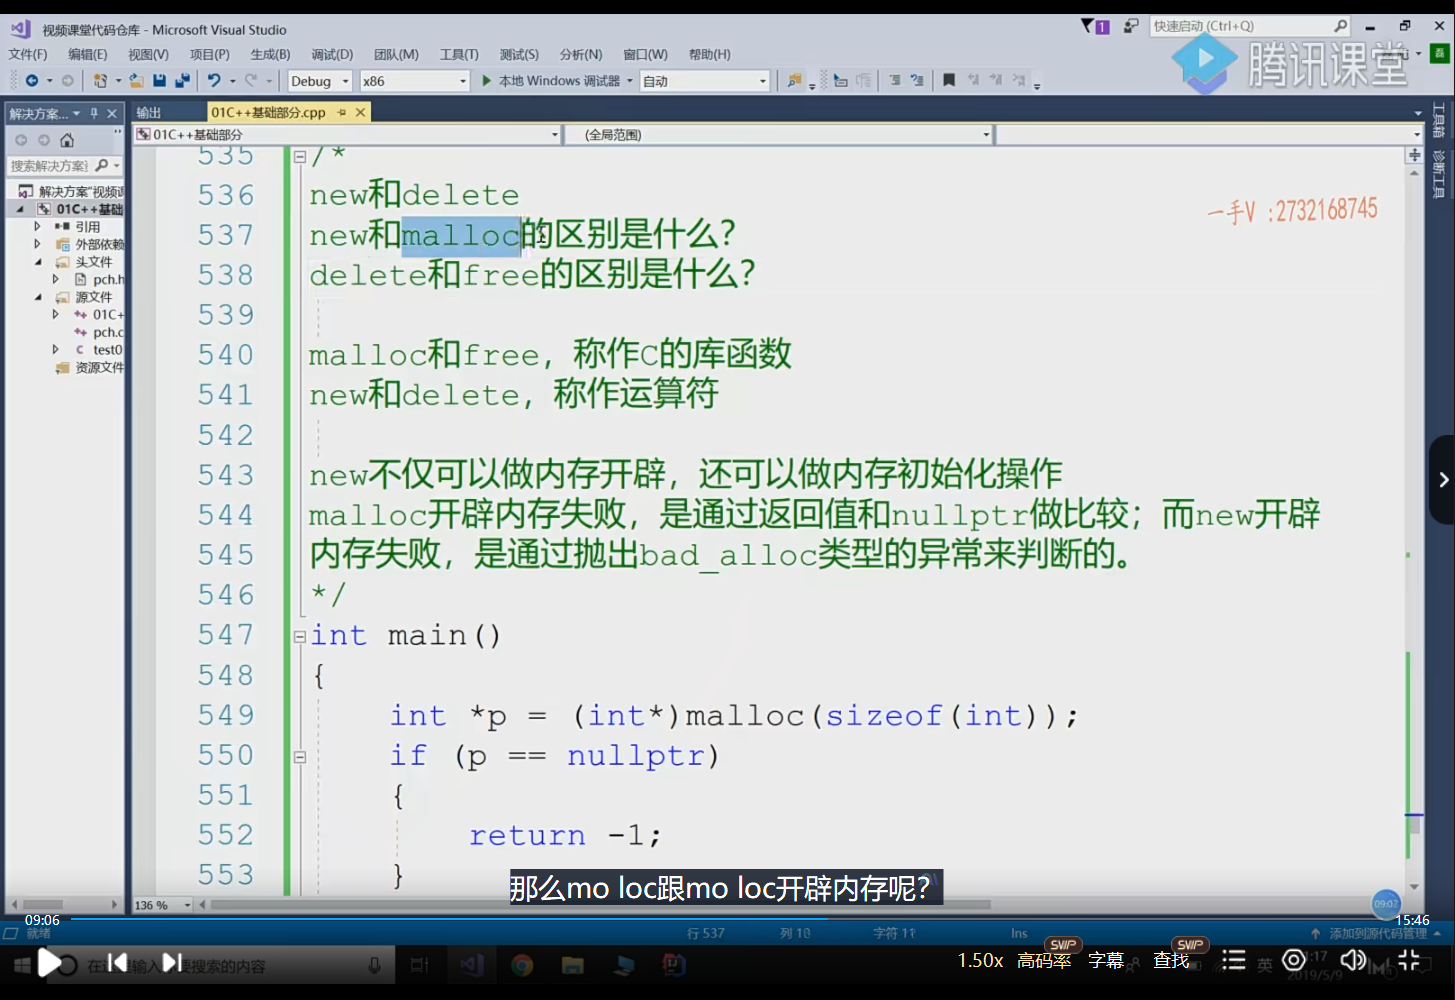 视频课堂代码仓库 - Microsoft Visual Studio
1
快速启动 (Ctrl+Q)
文件(F) 编辑(E) 视图(V) 项目(P) 生成(B) 调试(D) 团队(M) 工具(T) 测试(S) 分析(N) 窗口(W) 帮助(H)
腾讯课堂
Debug x86 本地 Windows 调试器 自动
解决方案... 输出 01C++基础部分.cpp
工具箱
诊断工具
01C++基础部分 (全局范围)
搜索解决方案
解决方案"视频课
01C++基础
引用
外部依赖
头文件
pch.h
源文件
01C+
pch.c
test0
资源文件
一手V :2732168745
535 /*
536 new和delete
537 new和malloc的区别是什么?
538 delete和free的区别是什么?
539
540 malloc和free，称作C的库函数
541 new和delete，称作运算符
542
543 new不仅可以做内存开辟，还可以做内存初始化操作
544 malloc开辟内存失败，是通过返回值和nullptr做比较；而new开辟
545 内存失败，是通过抛出bad_alloc类型的异常来判断的。
546 */
547 int main()
548 {
549 int *p = (int*)malloc(sizeof(int));
550 if (p == nullptr)
551 {
552 return -1;
553 }
那么mo loc跟mo loc开辟内存呢?
136 %
09:07
09:06 15:46
就绪 行 537 列 10 字符 11 Ins 添加到源代码管理
1.50x 高码率 SVIP 字幕 查找 SVIP
英
2019/5/9